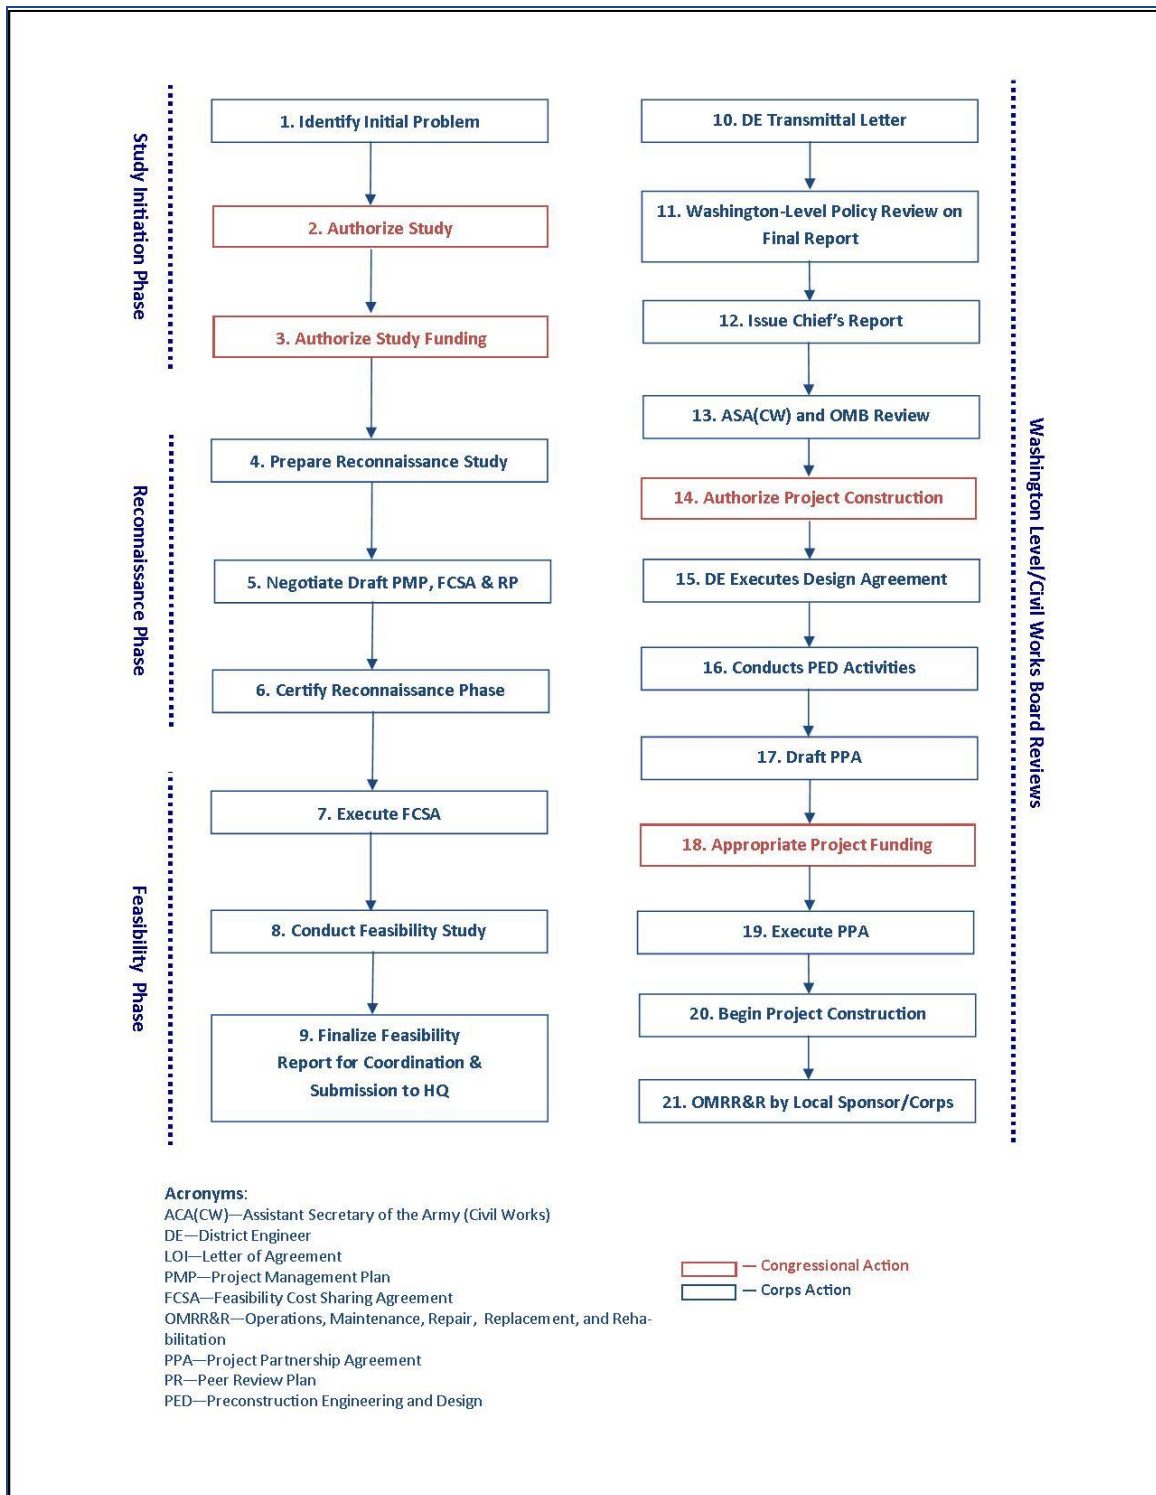 Study Initiation Phase
1. Identify Initial Problem
2. Authorize Study
3. Authorize Study Funding
Reconnaissance Phase
4. Prepare Reconnaissance Study
5. Negotiate Draft PMP, FCSA & RP
6. Certify Reconnaissance Phase
Feasibility Phase
7. Execute FCSA
8. Conduct Feasibility Study
9. Finalize Feasibility
Report for Coordination &
Submission to HQ
Washington Level/Civil Works Board Reviews
10. DE Transmittal Letter
11. Washington-Level Policy Review on
Final Report
12. Issue Chief's Report
13. ASA(CW) and OMB Review
14. Authorize Project Construction
15. DE Executes Design Agreement
16. Conducts PED Activities
17. Draft PPA
18. Appropriate Project Funding
19. Execute PPA
20. Begin Project Construction
21. OMRR&R by Local Sponsor/Corps
Acronyms:
ACA(CW)—Assistant Secretary of the Army (Civil Works)
DE—District Engineer
LOI—Letter of Agreement
PMP—Project Management Plan
FCSA—Feasibility Cost Sharing Agreement
OMRR&R—Operations, Maintenance, Repair, Replacement, and Reha-
bilitation
PPA—Project Partnership Agreement
PR—Peer Review Plan
PED—Preconstruction Engineering and Design
— Congressional Action
— Corps Action